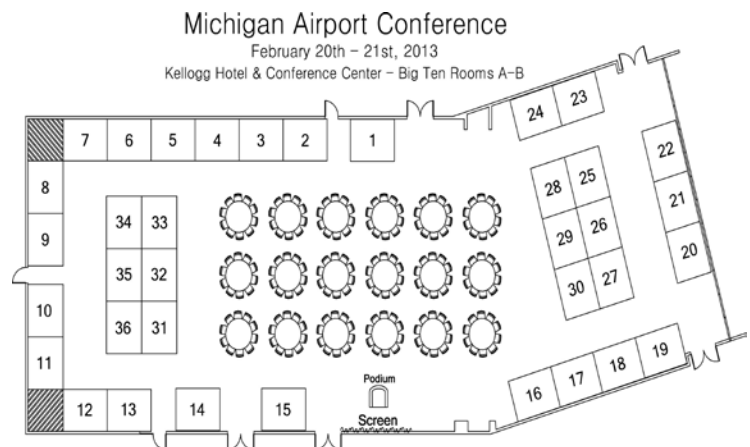 Michigan Airport Conference
February 20th - 21st, 2013
Kellogg Hotel & Conference Center - Big Ten Rooms A-B
24 23
7 6 5 4 3 2 1
22
8
28 25
34 33
21
9
29 26
35 32
20
30 27
10
36 31
11
19
18
17
16
Podium
12 13 14 15
Screen